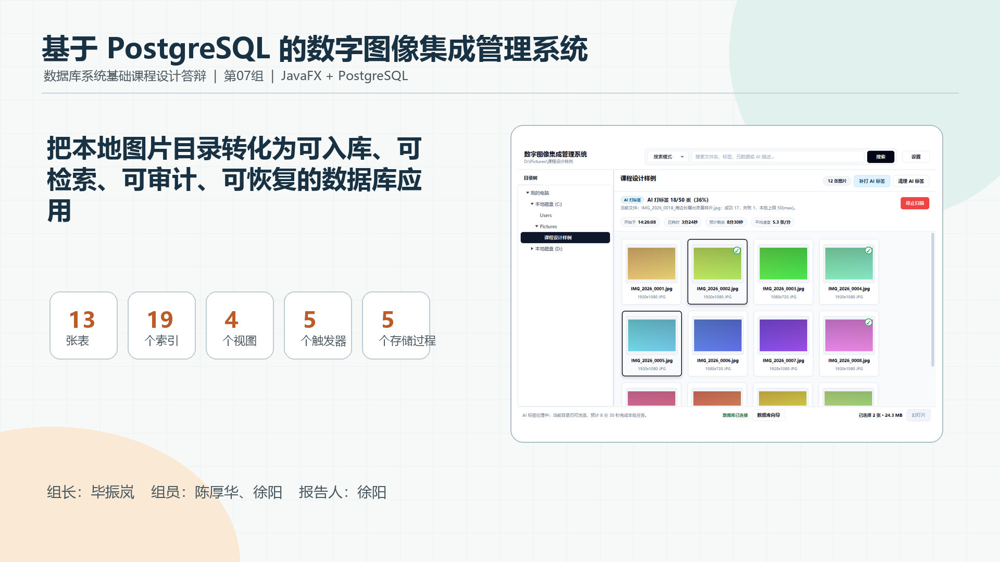 基于 PostgreSQL 的数字图像集成管理系统
数据库系统基础课程设计答辩 | 第07组 | JavaFX + PostgreSQL
把本地图片目录转化为可入库、可
检索、可审计、可恢复的数据库应
用
13
张表
19
个索引
4
个视图
5
个触发器
5
个存储过程
组长：毕振岚 组员：陈厚华、徐阳 报告人：徐阳
数字图像集成管理系统
D:\Pictures\课程设计样例
搜索模式
搜索文件名、标签、元数据或 AI 描述...
搜索
设置
目录树
我的电脑
本地磁盘 (C:)
Users
Pictures
课程设计样例
本地磁盘 (D:)
课程设计样例
12 张图片
补打 AI 标签
清理 AI 标签
AI 打标签 AI 打标签 18/50 张（36%）
当前文件：IMG_2026_0018_海边长曝光夜景样片.jpg；成功 17，失败 1，本批上限 50(max)。
停止扫描
开始于 14:26:08
已耗时 3分24秒
预计剩余 8分30秒
平均速度 5.3 张/分
IMG_2026_0001.jpg
1920x1080 JPG
IMG_2026_0002.jpg
1920x1080 JPG
IMG_2026_0003.jpg
1080x720 JPG
IMG_2026_0004.jpg
1920x1080 JPG
IMG_2026_0005.jpg
1920x1080 JPG
IMG_2026_0006.jpg
1080x720 JPG
IMG_2026_0007.jpg
1920x1080 JPG
IMG_2026_0008.jpg
1920x1080 JPG
AI 标签处理中：当前目录仍可浏览，预计 8 分 30 秒完成本批任务。
数据库已连接
数据库向导
已选择 2 张 • 24.3 MB
幻灯片